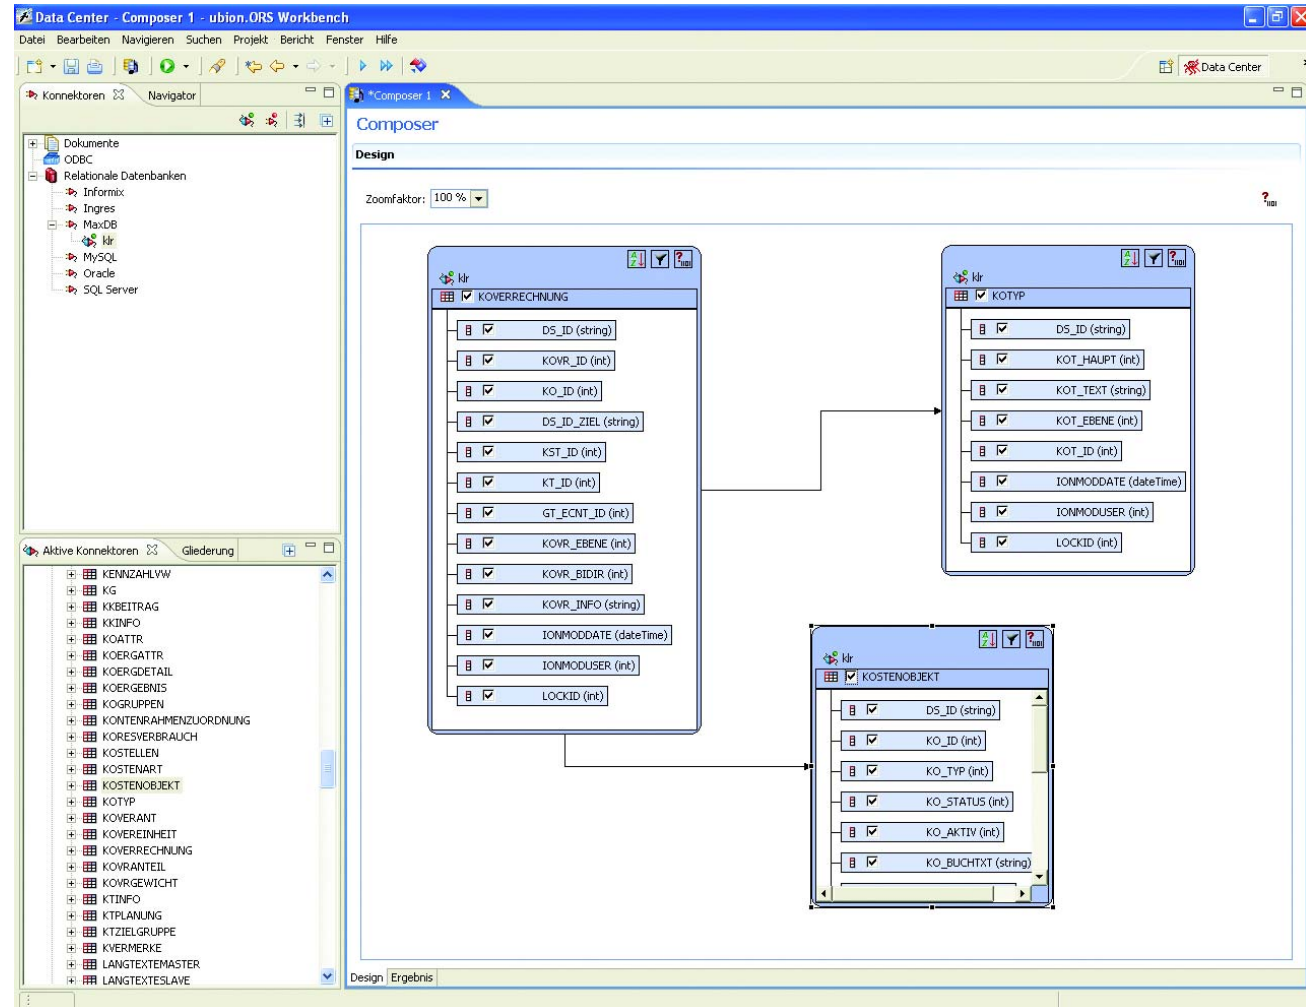 Data Center - Composer 1 - ubion.ORS Workbench
Datei Bearbeiten Navigieren Suchen Projekt Bericht Fenster Hilfe
Data Center
Konnektoren Navigator
Dokumente
ODBC
Relationale Datenbanken
Informix
Ingres
MaxDB
klr
MySQL
Oracle
SQL Server
Aktive Konnektoren Gliederung
KENNZAHLVW
KG
KKBEITRAG
KKINFO
KOATTR
KOERGATTR
KOERGDETAIL
KOERGEBNIS
KOGRUPPEN
KONTENRAHMENZUORDNUNG
KORESVERBRAUCH
KOSTELLEN
KOSTENART
KOSTENOBJEKT
KOTYP
KOVERANT
KOVEREINHEIT
KOVERRECHNUNG
KOVRANTEIL
KOVRGEWICHT
KTINFO
KTPLANUNG
KTZIELGRUPPE
KVERMERKE
LANGTEXTEMASTER
LANGTEXTESLAVE
*Composer 1
Composer
Design
Zoomfaktor: 100 %
klr
KOVERRECHNUNG
DS_ID (string)
KOVR_ID (int)
KO_ID (int)
DS_ID_ZIEL (string)
KST_ID (int)
KT_ID (int)
GT_ECNT_ID (int)
KOVR_EBENE (int)
KOVR_BIDIR (int)
KOVR_INFO (string)
IONMODDATE (dateTime)
IONMODUSER (int)
LOCKID (int)
klr
KOTYP
DS_ID (string)
KOT_HAUPT (int)
KOT_TEXT (string)
KOT_EBENE (int)
KOT_ID (int)
IONMODDATE (dateTime)
IONMODUSER (int)
LOCKID (int)
klr
KOSTENOBJEKT
DS_ID (string)
KO_ID (int)
KO_TYP (int)
KO_STATUS (int)
KO_AKTIV (int)
KO_BUCHTXT (string)
Design Ergebnis